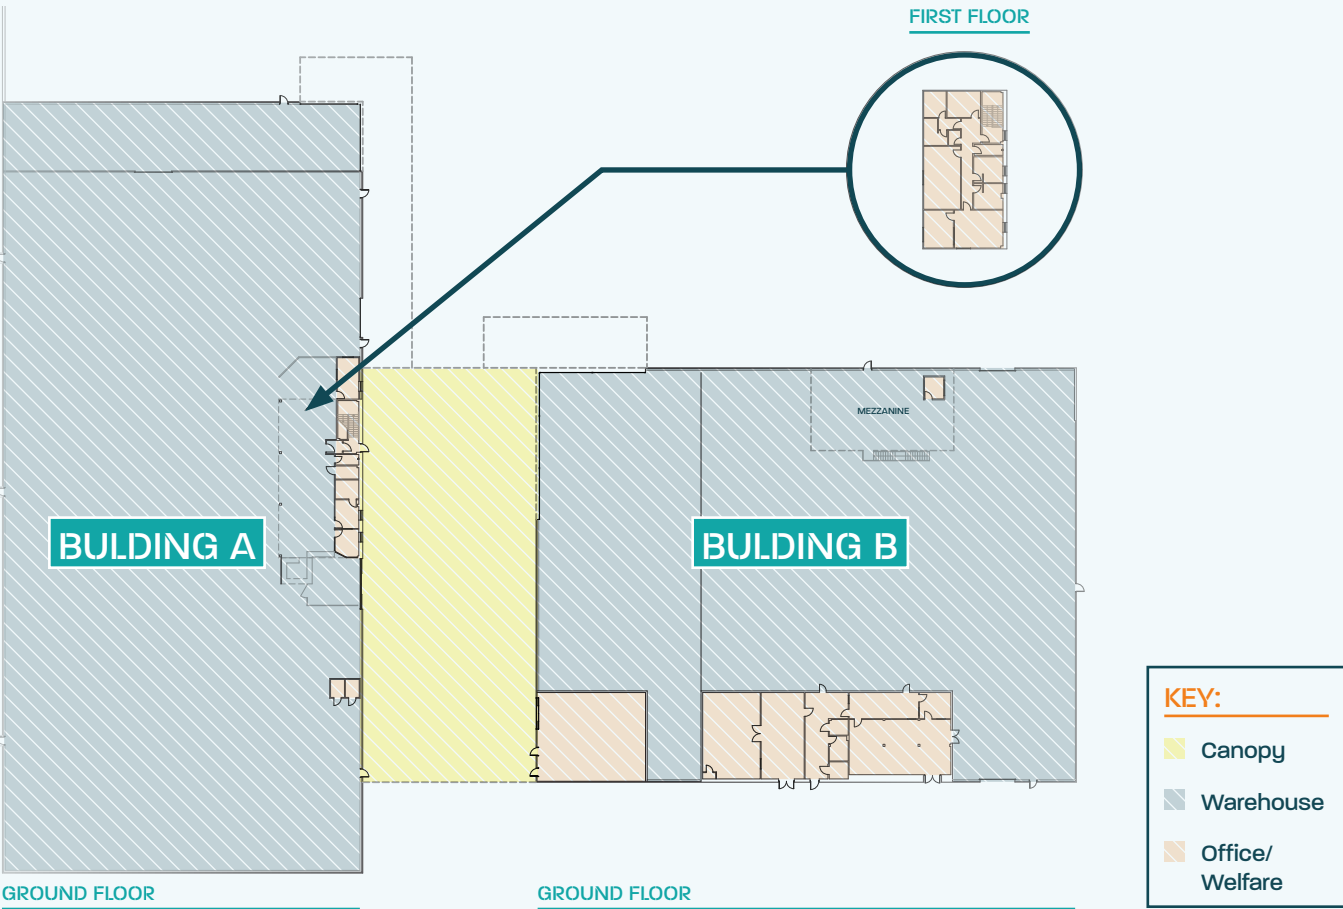 FIRST FLOOR
MEZZANINE
BULDING A
BULDING B
KEY:
Canopy
Warehouse
Office/
Welfare
GROUND FLOOR
GROUND FLOOR